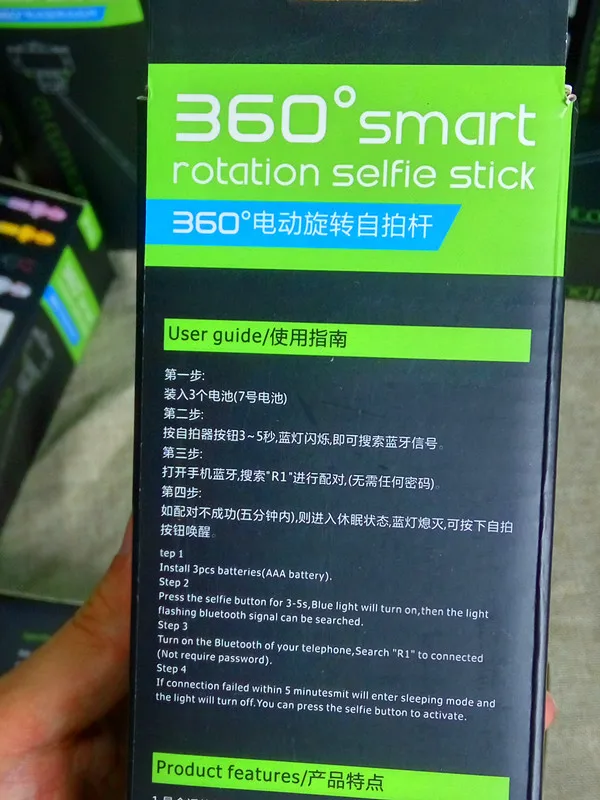 360°smart
rotation selfie stick
360°电动旋转自拍杆
User guide/使用指南
第一步:
装入3个电池(7号电池)
第二步:
按自拍器按钮3~5秒,蓝灯闪烁,即可搜索蓝牙信号。
第三步:
打开手机蓝牙,搜索"R1"进行配对,(无需任何密码)。
第四步:
如配对不成功(五分钟内),则进入休眠状态,蓝灯熄灭,可按下自拍
按钮唤醒。
tep 1
Install 3pcs batteries(AAA battery).
Step 2
Press the selfie button for 3-5s,Blue light will turn on,then the light
flashing bluetooth signal can be searched.
Step 3
Turn on the Bluetooth of your telephone,Search "R1" to connected
(Not require password).
Step 4
If connection failed within 5 minutesmit will enter sleeping mode and
the light will turn off.You can press the selfie button to activate.
Product features/产品特点